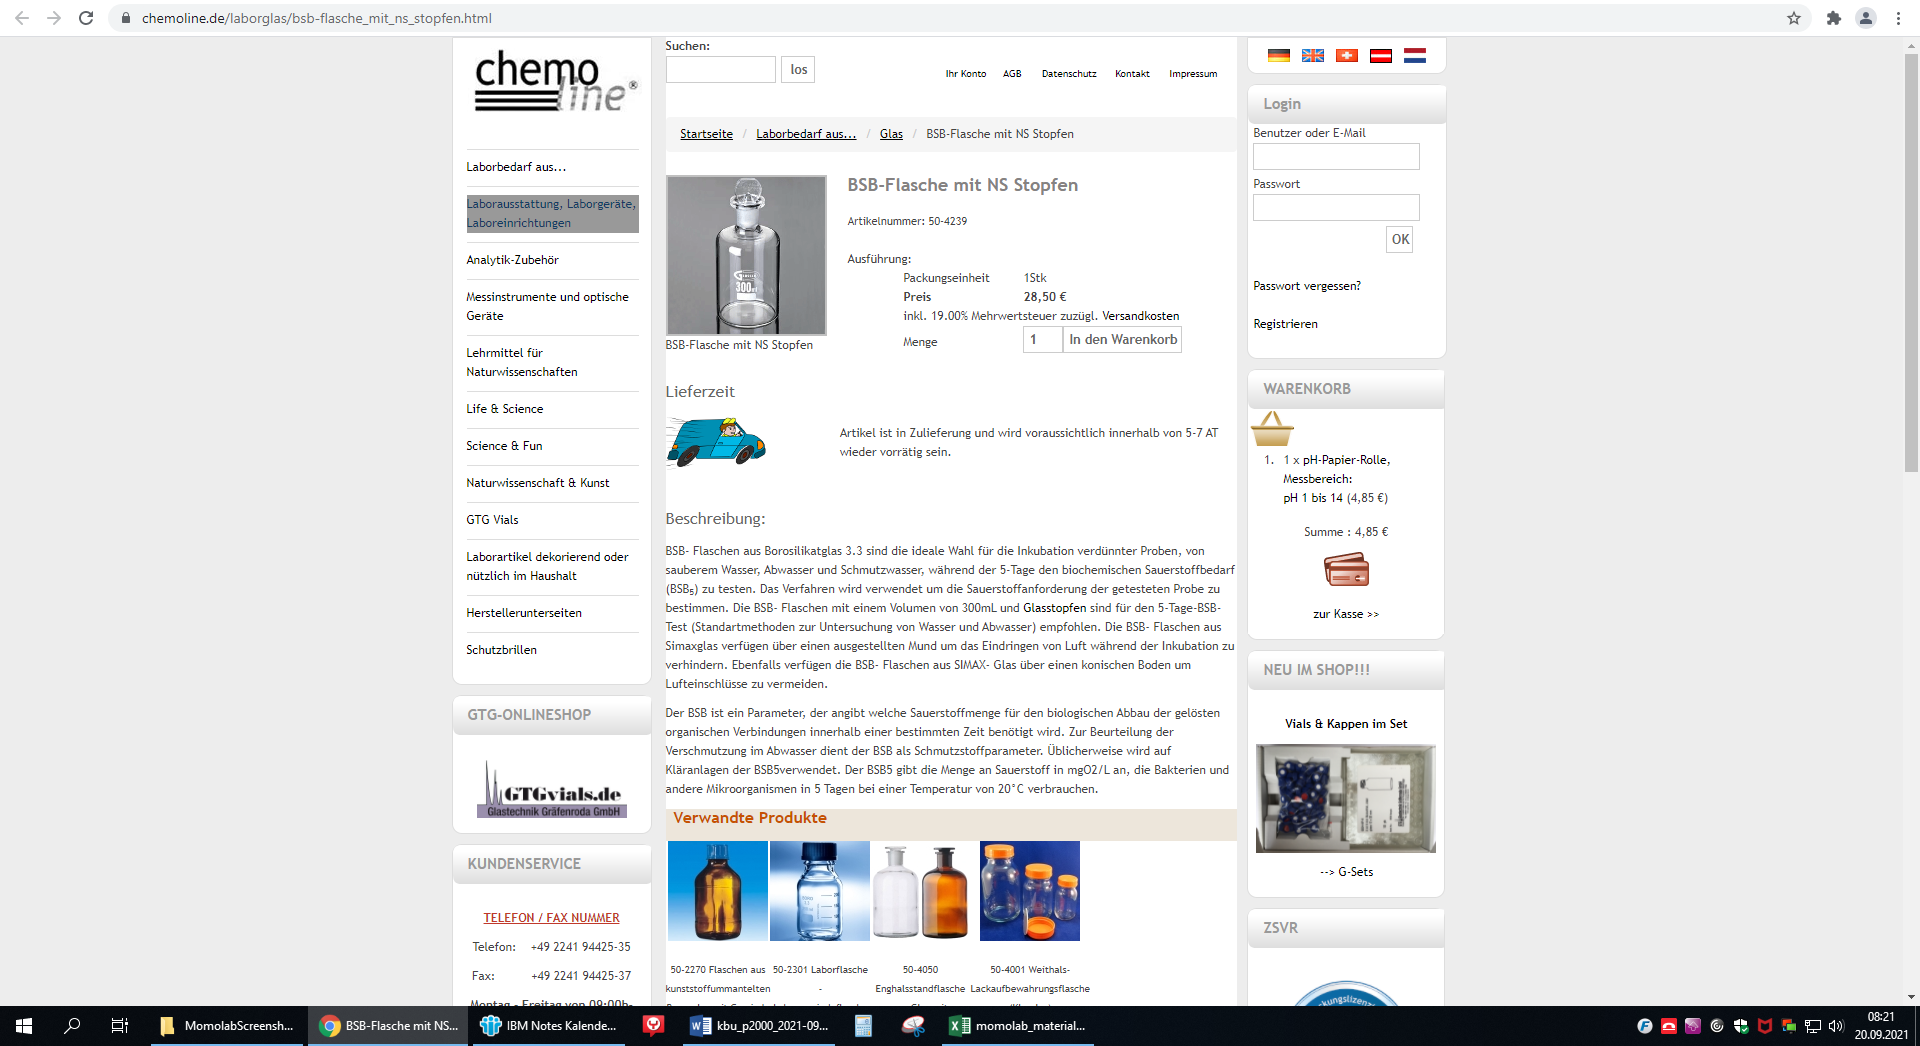 chemoline.de/laborglas/bsb-flasche_mit_ns_stopfen.html
chemo
line®
Laborbedarf aus...
Laborausstattung, Laborgeräte,
Laboreinrichtungen
Analytik-Zubehör
Messinstrumente und optische
Geräte
Lehrmittel für
Naturwissenschaften
Life & Science
Science & Fun
Naturwissenschaft & Kunst
GTG Vials
Laborartikel dekorierend oder
nützlich im Haushalt
Herstellerunterseiten
Schutzbrillen
GTG-ONLINESHOP
GTGvials.de
Glastechnik Gräfenroda GmbH
KUNDENSERVICE
TELEFON / FAX NUMMER
Telefon: +49 2241 94425-35
Fax: +49 2241 94425-37
Montag - Freitag von 09:00h-
Suchen:
los
Ihr Konto AGB Datenschutz Kontakt Impressum
Startseite / Laborbedarf aus... / Glas / BSB-Flasche mit NS Stopfen
300ml
BSB-Flasche mit NS Stopfen
BSB-Flasche mit NS Stopfen
Artikelnummer: 50-4239
Ausführung:
Packungseinheit 1Stk
Preis 28,50 €
inkl. 19.00% Mehrwertsteuer zuzügl. Versandkosten
Menge 1 In den Warenkorb
Lieferzeit
Artikel ist in Zulieferung und wird voraussichtlich innerhalb von 5-7 AT
wieder vorrätig sein.
Beschreibung:
BSB- Flaschen aus Borosilikatglas 3.3 sind die ideale Wahl für die Inkubation verdünnter Proben, von
sauberem Wasser, Abwasser und Schmutzwasser, während der 5-Tage den biochemischen Sauerstoffbedarf
(BSB₅) zu testen. Das Verfahren wird verwendet um die Sauerstoffanforderung der getesteten Probe zu
bestimmen. Die BSB- Flaschen mit einem Volumen von 300mL und Glasstopfen sind für den 5-Tage-BSB-
Test (Standartmethoden zur Untersuchung von Wasser und Abwasser) empfohlen. Die BSB- Flaschen aus
Simaxglas verfügen über einen ausgestellten Mund um das Eindringen von Luft während der Inkubation zu
verhindern. Ebenfalls verfügen die BSB- Flaschen aus SIMAX- Glas über einen konischen Boden um
Lufteinschlüsse zu vermeiden.
Der BSB ist ein Parameter, der angibt welche Sauerstoffmenge für den biologischen Abbau der gelösten
organischen Verbindungen innerhalb einer bestimmten Zeit benötigt wird. Zur Beurteilung der
Verschmutzung im Abwasser dient der BSB als Schmutzstoffparameter. Üblicherweise wird auf
Kläranlagen der BSB5verwendet. Der BSB5 gibt die Menge an Sauerstoff in mgO2/L an, die Bakterien und
andere Mikroorganismen in 5 Tagen bei einer Temperatur von 20°C verbrauchen.
Verwandte Produkte
50-2270 Flaschen aus
kunststoffummantelten
50-2301 Laborflasche
-
50-4050
Enghalsstandflasche
50-4001 Weithals-
Lackaufbewahrungsflasche
Login
Benutzer oder E-Mail
Passwort
OK
Passwort vergessen?
Registrieren
WARENKORB
1. 1 x pH-Papier-Rolle,
Messbereich:
pH 1 bis 14 (4,85 €)
Summe : 4,85 €
zur Kasse >>
NEU IM SHOP!!!
Vials & Kappen im Set
--> G-Sets
ZSVR
MomolabScreensh...
BSB-Flasche mit NS...
IBM Notes Kalende...
kbu_p2000_2021-09...
momolab_material...
08:21
20.09.2021